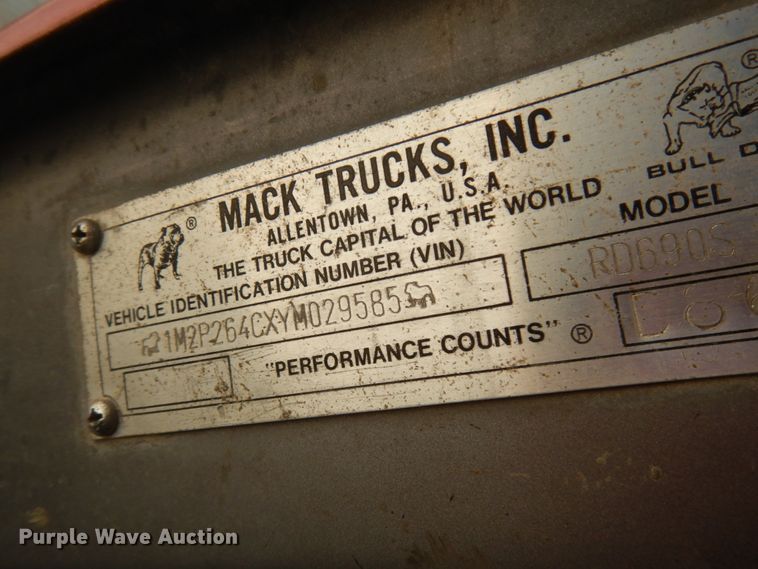 MACK TRUCKS, INC.
ALLENTOWN, PA., U.S.A.
THE TRUCK CAPITAL OF THE WORLD
VEHICLE IDENTIFICATION NUMBER (VIN)
1M2P264CXYM029585
"PERFORMANCE COUNTS" ®
®
BULL D
MODEL
RD690S
®
Purple Wave Auction